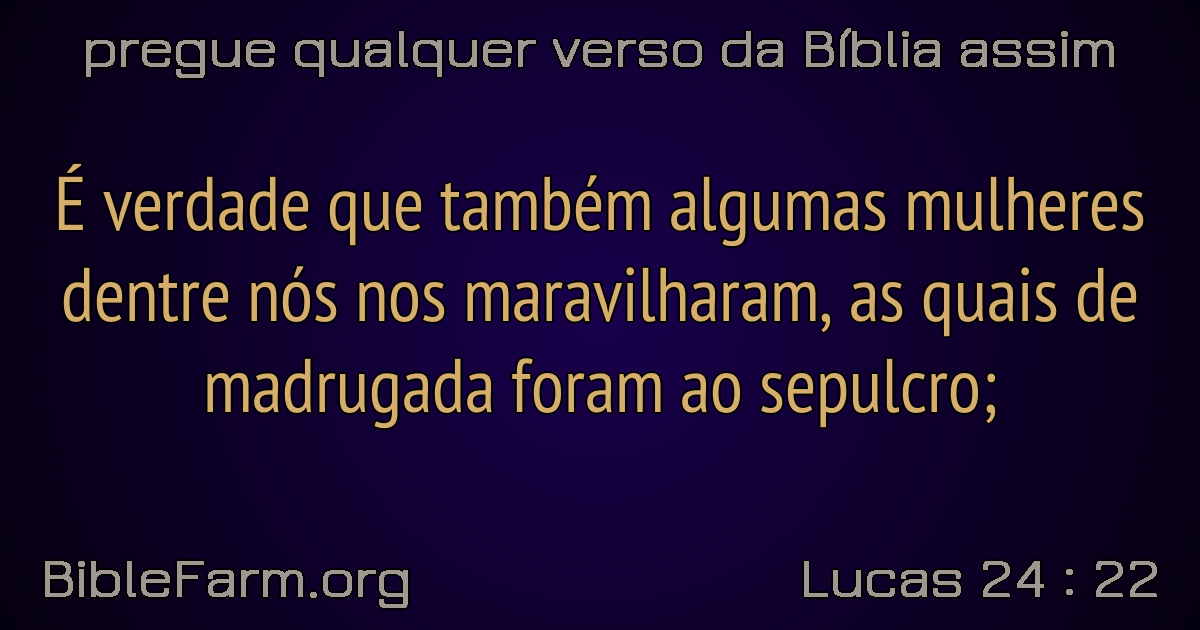 pregue qualquer verso da Bíblia assim
É verdade que também algumas mulheres
dentre nós nos maravilharam, as quais de
madrugada foram ao sepulcro;
BibleFarm.org
Lucas 24 : 22